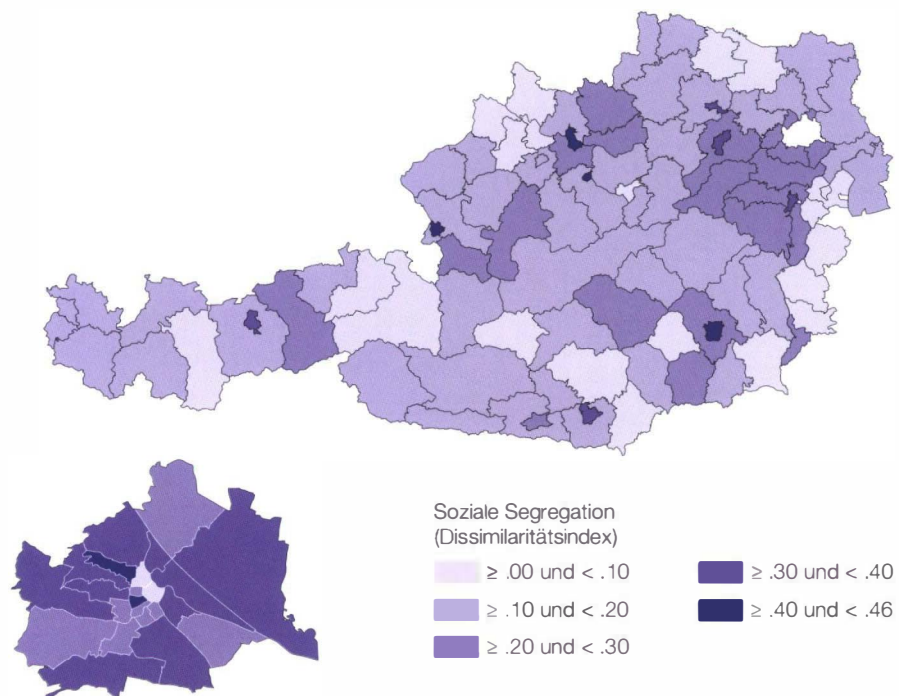 Soziale Segregation
(Dissimilaritätsindex)
≥ .00 und < .10
≥ .10 und < .20
≥ .20 und < .30
≥ .30 und < .40
≥ .40 und < .46